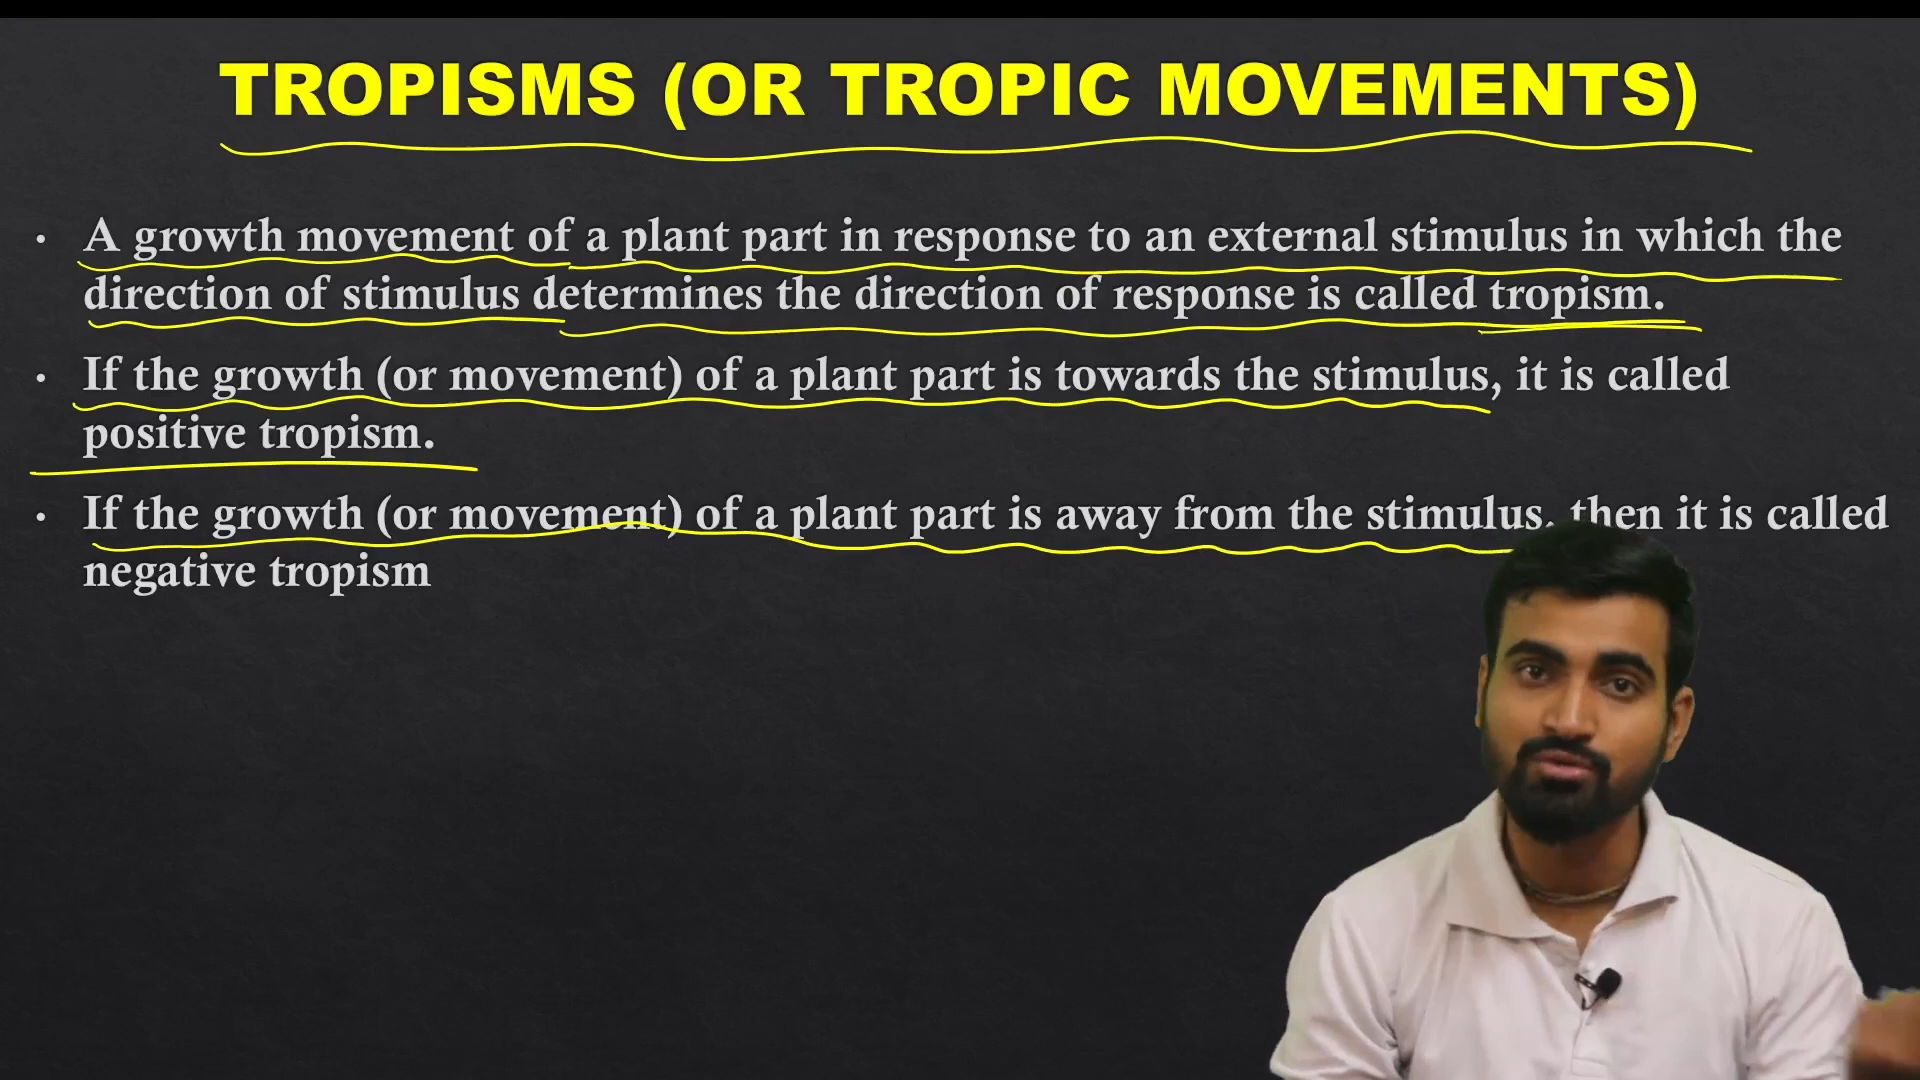 TROPISMS (OR TROPIC MOVEMENTS)
• A growth movement of a plant part in response to an external stimulus in which the
direction of stimulus determines the direction of response is called tropism.
• If the growth (or movement) of a plant part is towards the stimulus, it is called
positive tropism.
• If the growth (or movement) of a plant part is away from the stimulus, then it is called
negative tropism